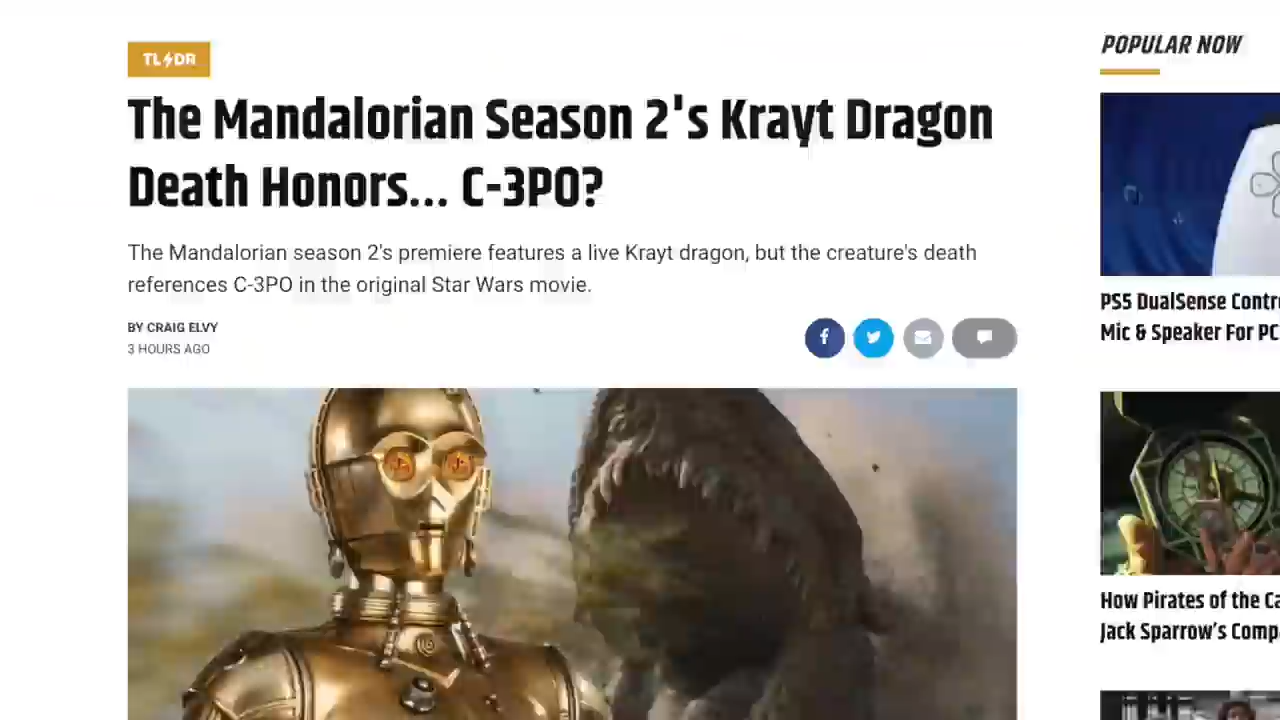 TL⚡DR
The Mandalorian Season 2's Krayt Dragon
Death Honors... C-3PO?
The Mandalorian season 2's premiere features a live Krayt dragon, but the creature's death
references C-3PO in the original Star Wars movie.
BY CRAIG ELVY
3 HOURS AGO
POPULAR NOW
PS5 DualSense Contr
Mic & Speaker For PC
How Pirates of the Ca
Jack Sparrow's Comp